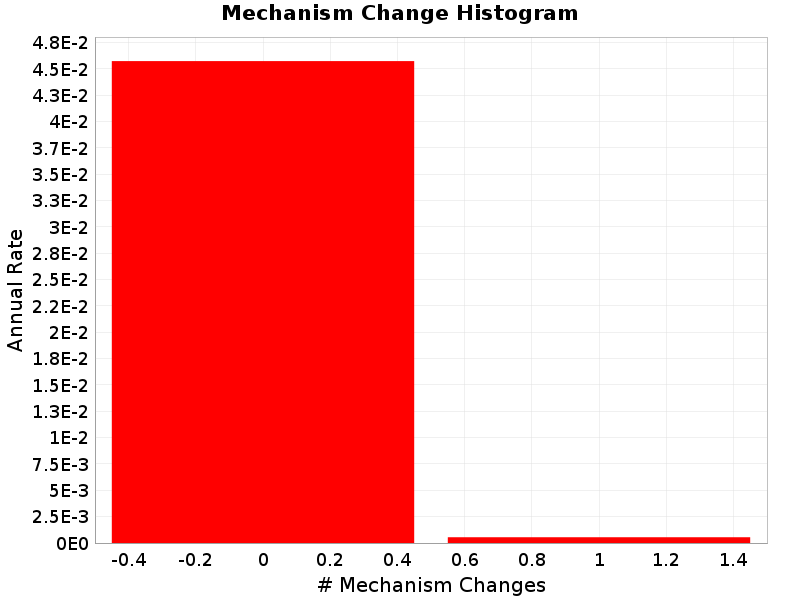 Mechanism Change Histogram
4.8E-2
4.5E-2
4.3E-2
4E-2
3.7E-2
3.5E-2
3.3E-2
3E-2
2.8E-2
2.5E-2
2.2E-2
2E-2
1.8E-2
1.5E-2
1.3E-2
1E-2
7.5E-3
5E-3
2.5E-3
0E0
Annual Rate
-0.4 -0.2 0 0.2 0.4 0.6 0.8 1 1.2 1.4
# Mechanism Changes